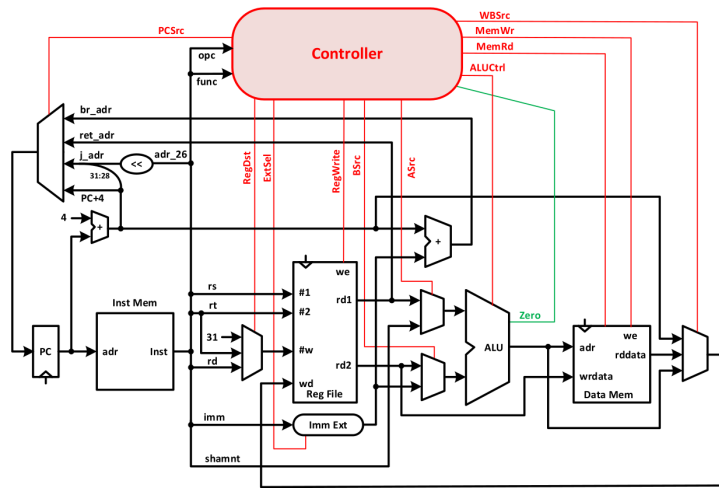 WBSrc
PCSrc
MemWr
opc
Controller
MemRd
ALUCtrl
func
br_adr
ret_adr
j_adr
<<
adr_26
31:28
PC+4
RegDst
ExtSel
RegWrite
BSrc
ASrc
4
+
+
we
Inst Mem
rs
#1
rd1
rt
#2
Zero
31
we
PC
adr
Inst
#w
ALU
adr
rddata
rd
rd2
wd
wrdata
Reg File
Data Mem
imm
Imm Ext
shamnt